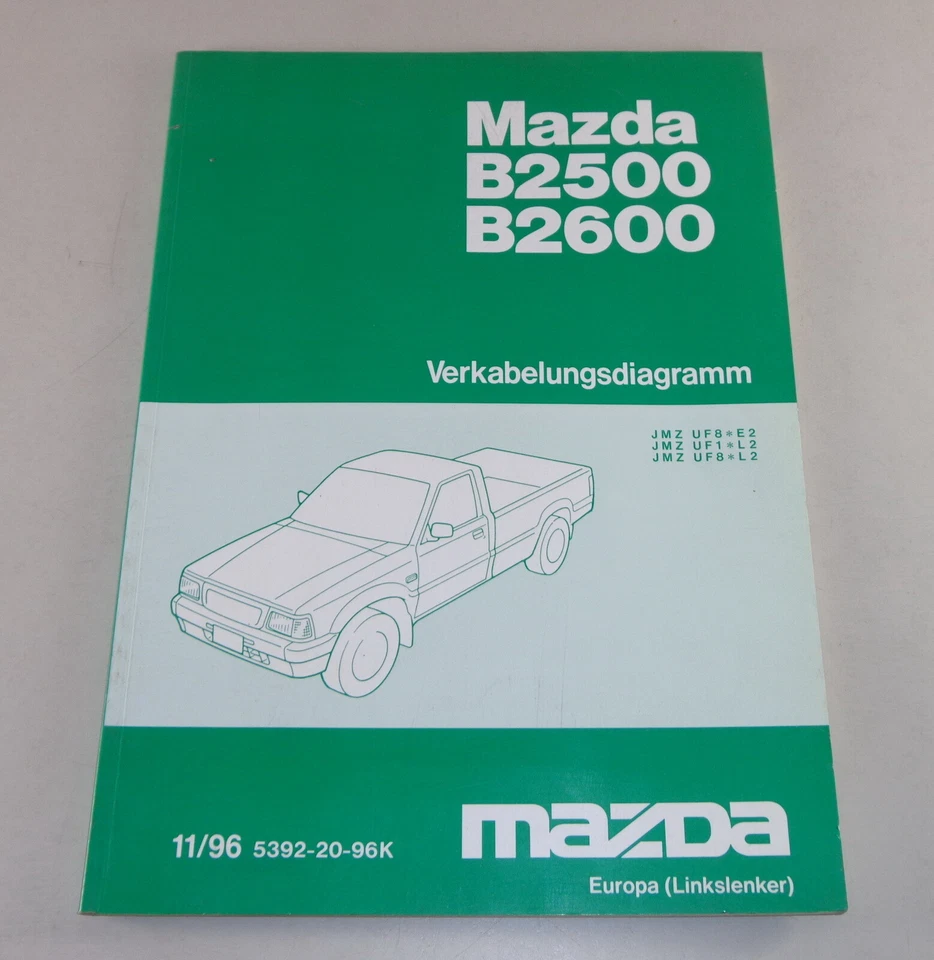 Mazda
B2500
B2600
Verkabelungsdiagramm
JMZ UF8*E2
JMZ UF1*L2
JMZ UF8*L2
11/96 5392-20-96K
mazDa
Europa (Linkslenker)